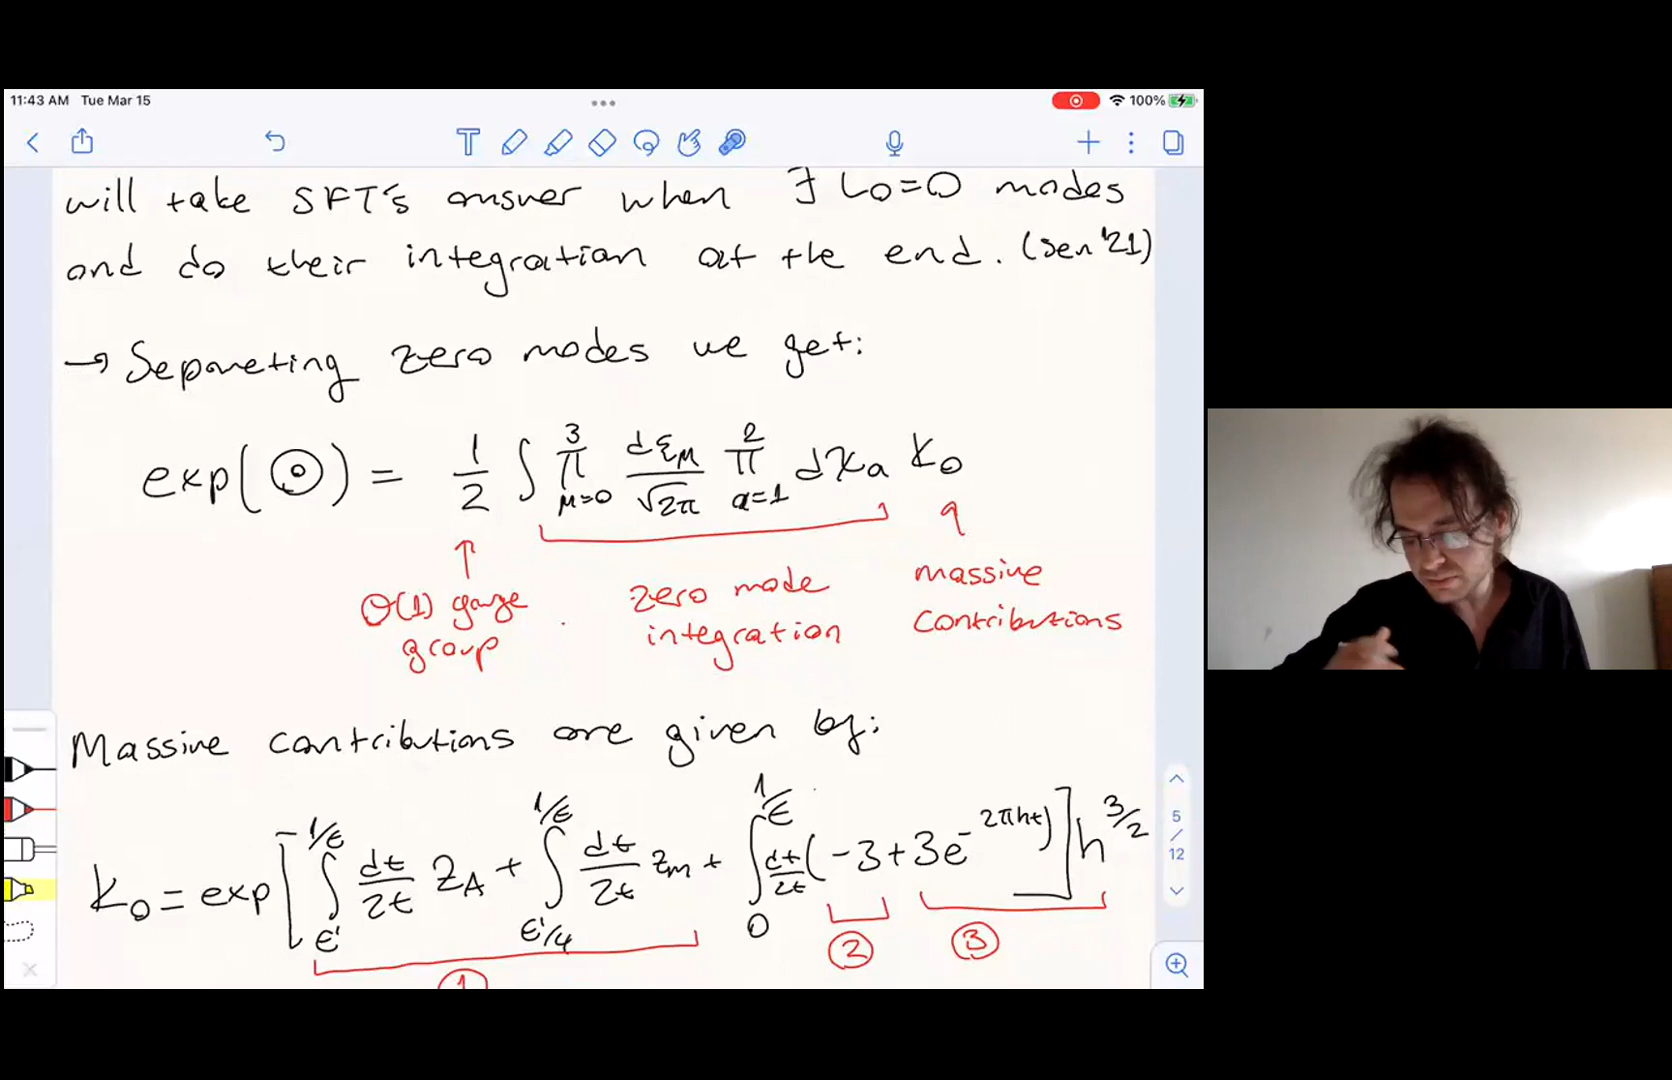 11:43 AM Tue Mar 15
100%
will take SFT's answer when ∃ L0=0 modes
and do their integration at the end. (Sen '21)
→ Separeting zero modes we get:
exp(⊙) = 1/2 ∫ ∏_{μ=0}^{3} dξ_μ/√2π ∏_{a=1}^{2} dχ_a K_0
O(1) gauge group
zero mode integration
massive contributions
Massive contributions are given by:
K_0 = exp[∫_{ε'}^{1/ε} dt/2t Z_A + ∫_{ε'/4}^{1/ε} dt/2t Z_M + ∫_0^{1/ε} dt/2t (-3 + 3e^{-2πht})] h^{3/2}
1
2
3
5
/
12